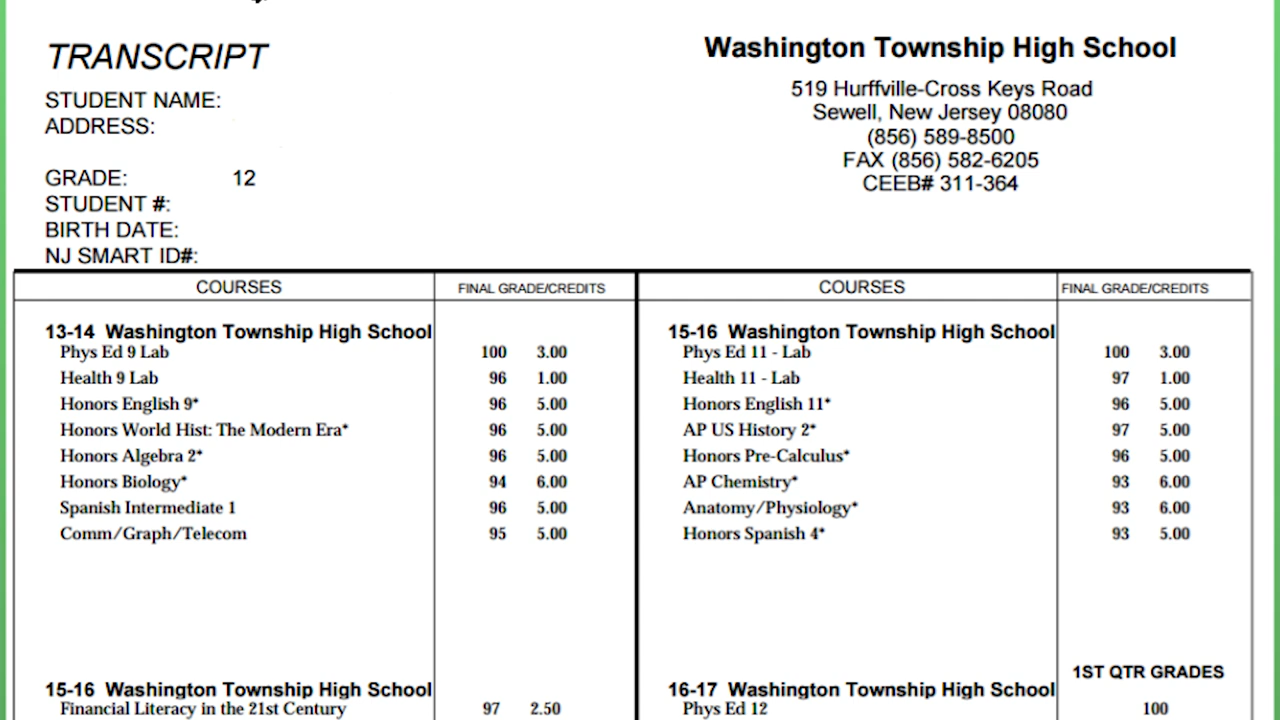 TRANSCRIPT
STUDENT NAME:
ADDRESS:
GRADE: 12
STUDENT #:
BIRTH DATE:
NJ SMART ID#:
Washington Township High School
519 Hurffville-Cross Keys Road
Sewell, New Jersey 08080
(856) 589-8500
FAX (856) 582-6205
CEEB# 311-364
COURSES FINAL GRADE/CREDITS
13-14 Washington Township High School
Phys Ed 9 Lab 100 3.00
Health 9 Lab 96 1.00
Honors English 9* 96 5.00
Honors World Hist: The Modern Era* 96 5.00
Honors Algebra 2* 96 5.00
Honors Biology* 94 6.00
Spanish Intermediate 1 96 5.00
Comm/Graph/Telecom 95 5.00
15-16 Washington Township High School
Financial Literacy in the 21st Century 97 2.50
COURSES FINAL GRADE/CREDITS
15-16 Washington Township High School
Phys Ed 11 - Lab 100 3.00
Health 11 - Lab 97 1.00
Honors English 11* 96 5.00
AP US History 2* 97 5.00
Honors Pre-Calculus* 96 5.00
AP Chemistry* 93 6.00
Anatomy/Physiology* 93 6.00
Honors Spanish 4* 93 5.00
1ST QTR GRADES
16-17 Washington Township High School
Phys Ed 12 100